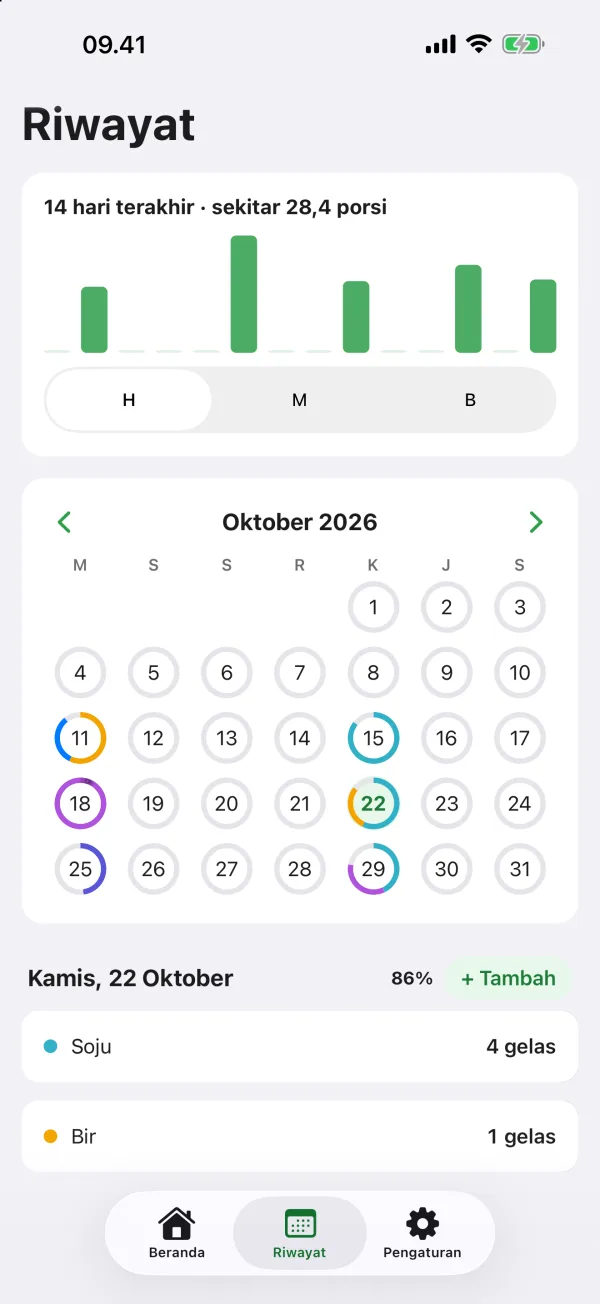 09.41
Riwayat
14 hari terakhir · sekitar 28,4 porsi
H M B
Oktober 2026
M S S R K J S
1 2 3
4 5 6 7 8 9 10
11 12 13 14 15 16 17
18 19 20 21 22 23 24
25 26 27 28 29 30 31
Kamis, 22 Oktober 86% + Tambah
Soju 4 gelas
Bir 1 gelas
Beranda Riwayat Pengaturan